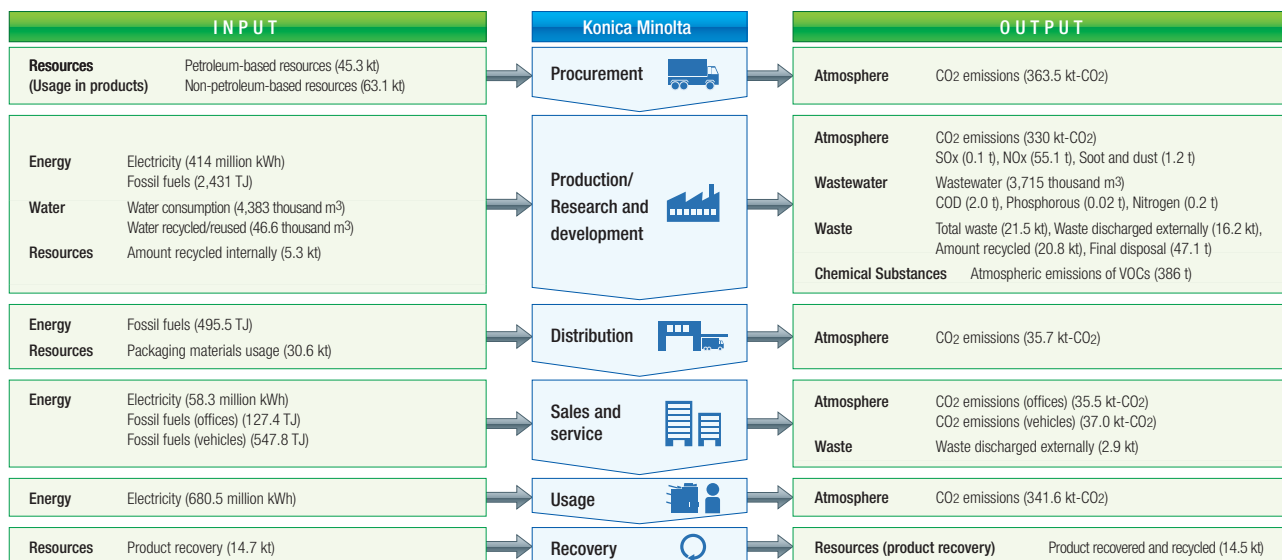 INPUT
Konica Minolta
OUTPUT
Resources
(Usage in products)
Petroleum-based resources (45.3 kt)
Non-petroleum-based resources (63.1 kt)
Procurement
Atmosphere
CO2 emissions (363.5 kt-CO2)
Energy
Electricity (414 million kWh)
Fossil fuels (2,431 TJ)
Water
Water consumption (4,383 thousand m3)
Water recycled/reused (46.6 thousand m3)
Resources
Amount recycled internally (5.3 kt)
Production/
Research and
development
Atmosphere
CO2 emissions (330 kt-CO2)
SOx (0.1 t), NOx (55.1 t), Soot and dust (1.2 t)
Wastewater
Wastewater (3,715 thousand m3)
COD (2.0 t), Phosphorous (0.02 t), Nitrogen (0.2 t)
Waste
Total waste (21.5 kt), Waste discharged externally (16.2 kt),
Amount recycled (20.8 kt), Final disposal (47.1 t)
Chemical Substances
Atmospheric emissions of VOCs (386 t)
Energy
Fossil fuels (495.5 TJ)
Resources
Packaging materials usage (30.6 kt)
Distribution
Atmosphere
CO2 emissions (35.7 kt-CO2)
Energy
Electricity (58.3 million kWh)
Fossil fuels (offices) (127.4 TJ)
Fossil fuels (vehicles) (547.8 TJ)
Sales and
service
Atmosphere
CO2 emissions (offices) (35.5 kt-CO2)
CO2 emissions (vehicles) (37.0 kt-CO2)
Waste
Waste discharged externally (2.9 kt)
Energy
Electricity (680.5 million kWh)
Usage
Atmosphere
CO2 emissions (341.6 kt-CO2)
Resources
Product recovery (14.7 kt)
Recovery
Resources (product recovery)
Product recovered and recycled (14.5 kt)